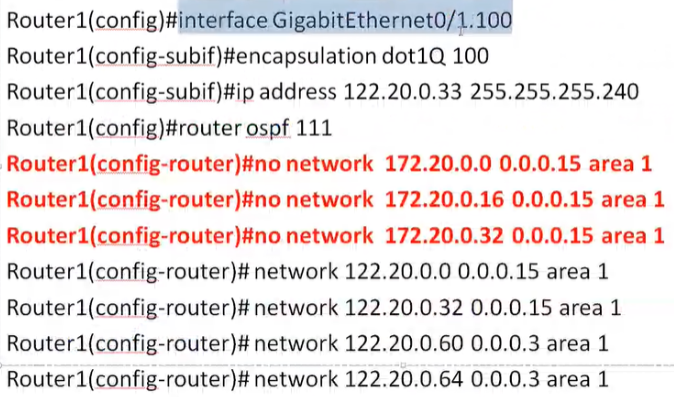 Router1(config)#interface GigabitEthernet0/1.100
Router1(config-subif)#encapsulation dot1Q 100
Router1(config-subif)#ip address 122.20.0.33 255.255.255.240
Router1(config)#router ospf 111
Router1(config-router)#no network  172.20.0.0 0.0.0.15 area 1
Router1(config-router)#no network  172.20.0.16 0.0.0.15 area 1
Router1(config-router)#no network  172.20.0.32 0.0.0.15 area 1
Router1(config-router)# network 122.20.0.0 0.0.0.15 area 1
Router1(config-router)# network 122.20.0.32 0.0.0.15 area 1
Router1(config-router)# network 122.20.0.60 0.0.0.3 area 1
Router1(config-router)# network 122.20.0.64 0.0.0.3 area 1